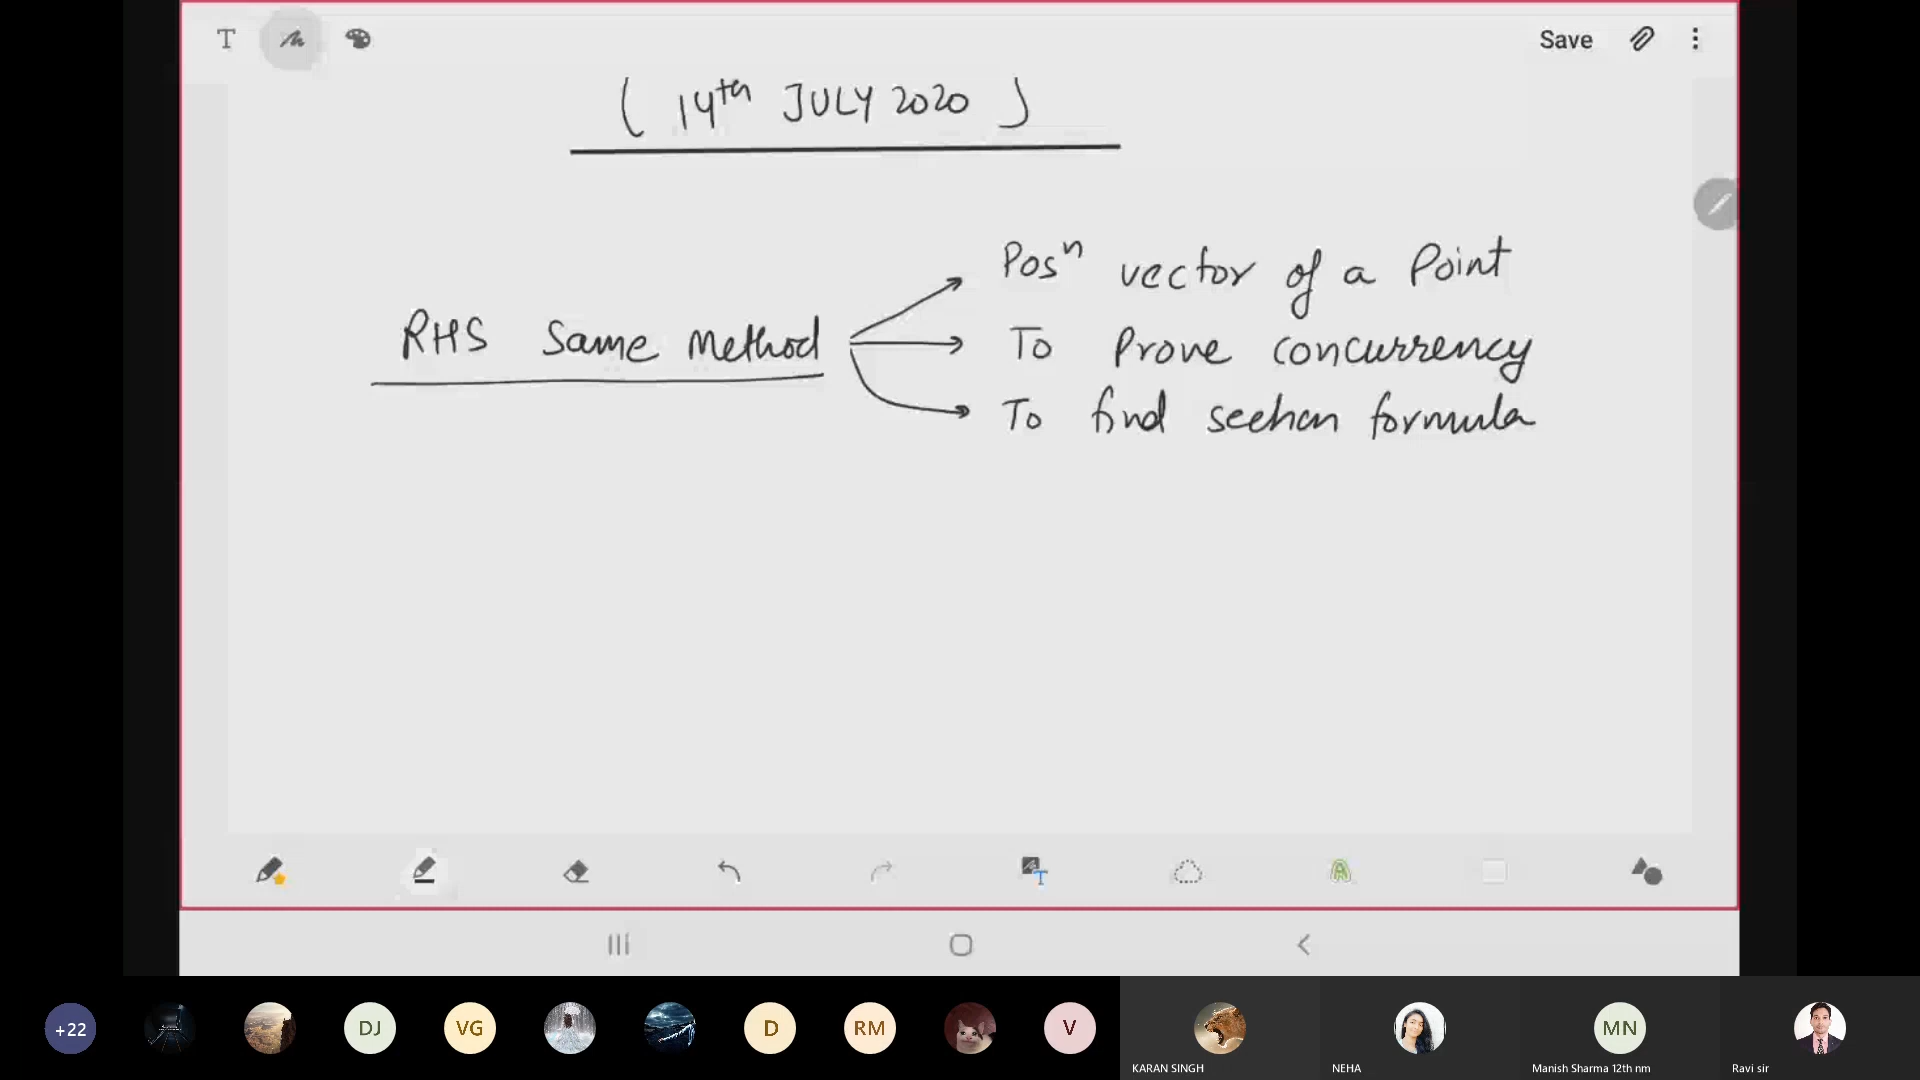 T
Save
( 14th JULY 2020 )
Posn vector of a Point
RHS Same Method
To Prove concurrency
To find section formula
+22
DJ
VG
D
RM
V
MN
KARAN SINGH
NEHA
Manish Sharma 12th nm
Ravi sir